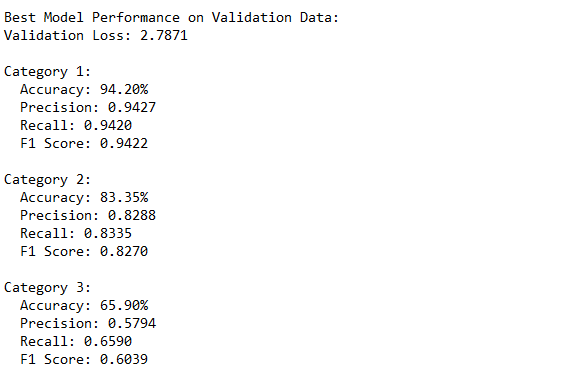 Best Model Performance on Validation Data:
Validation Loss: 2.7871
Category 1:
Accuracy: 94.20%
Precision: 0.9427
Recall: 0.9420
F1 Score: 0.9422
Category 2:
Accuracy: 83.35%
Precision: 0.8288
Recall: 0.8335
F1 Score: 0.8270
Category 3:
Accuracy: 65.90%
Precision: 0.5794
Recall: 0.6590
F1 Score: 0.6039